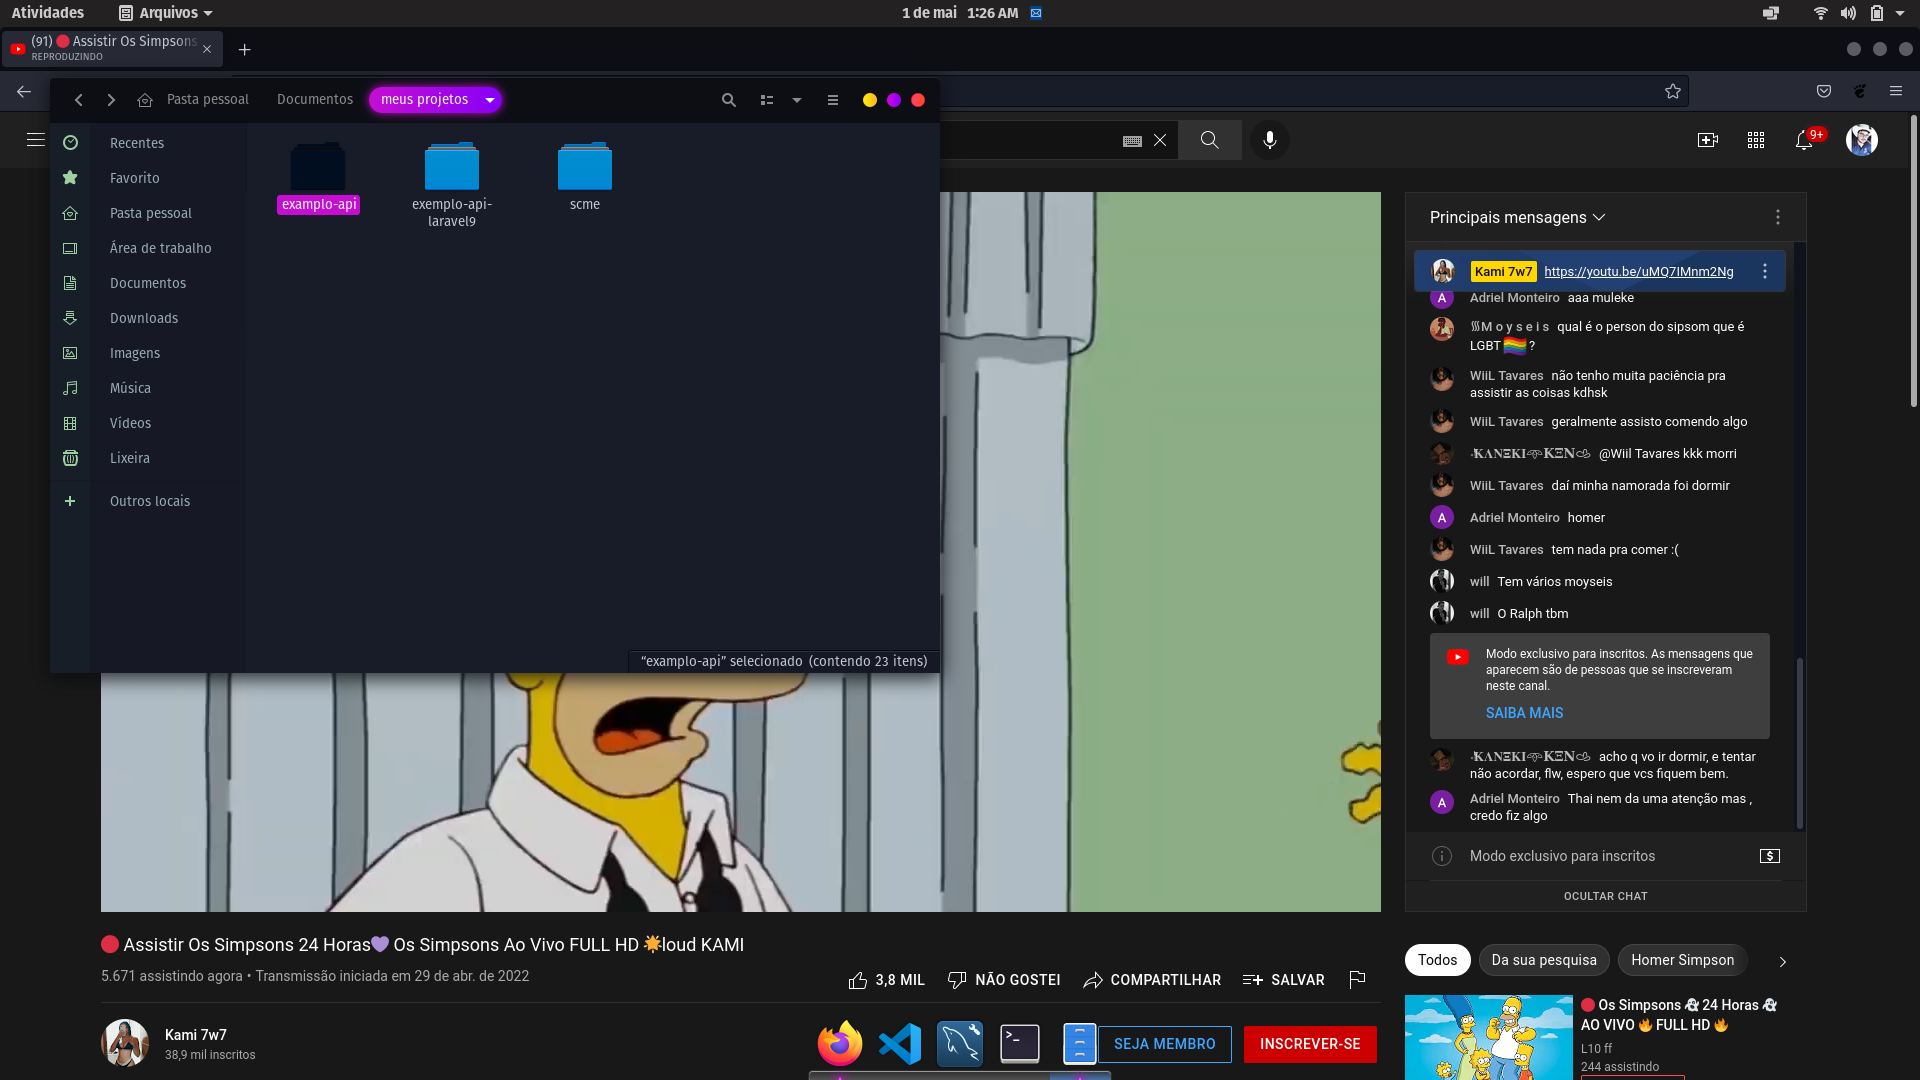 Atividades
Arquivos
1 de mai 1:26 AM
(91) Assistir Os Simpsons
REPRODUZINDO
Pasta pessoal
Documentos
meus projetos
Recentes
Favorito
Pasta pessoal
Área de trabalho
Documentos
Downloads
Imagens
Música
Vídeos
Lixeira
Outros locais
examplo-api
exemplo-api-
laravel9
scme
“examplo-api” selecionado (contendo 23 itens)
9+
Principais mensagens
Kami 7w7 https://youtu.be/uMQ7IMnm2Ng
A Adriel Monteiro aaa muleke
M o y s e i s qual é o person do sipsom que é
LGBT 🏳️‍🌈 ?
WiiL Tavares não tenho muita paciência pra
assistir as coisas kdhsk
WiiL Tavares geralmente assisto comendo algo
@Wiil Tavares kkk morri
WiiL Tavares daí minha namorada foi dormir
A Adriel Monteiro homer
WiiL Tavares tem nada pra comer :(
will Tem vários moyseis
will O Ralph tbm
Modo exclusivo para inscritos. As mensagens que
aparecem são de pessoas que se inscreveram
neste canal.
SAIBA MAIS
acho q vo ir dormir, e tentar
não acordar, flw, espero que vcs fiquem bem.
A Adriel Monteiro Thai nem da uma atenção mas ,
credo fiz algo
Modo exclusivo para inscritos
OCULTAR CHAT
🔴 Assistir Os Simpsons 24 Horas💜 Os Simpsons Ao Vivo FULL HD 🌟loud KAMI
5.671 assistindo agora • Transmissão iniciada em 29 de abr. de 2022
3,8 MIL
NÃO GOSTEI
COMPARTILHAR
SALVAR
Kami 7w7
38,9 mil inscritos
SEJA MEMBRO
INSCREVER-SE
Todos
Da sua pesquisa
Homer Simpson
🔴 Os Simpsons 👻 24 Horas 👻
AO VIVO 🔥 FULL HD 🔥
L10 ff
244 assistindo